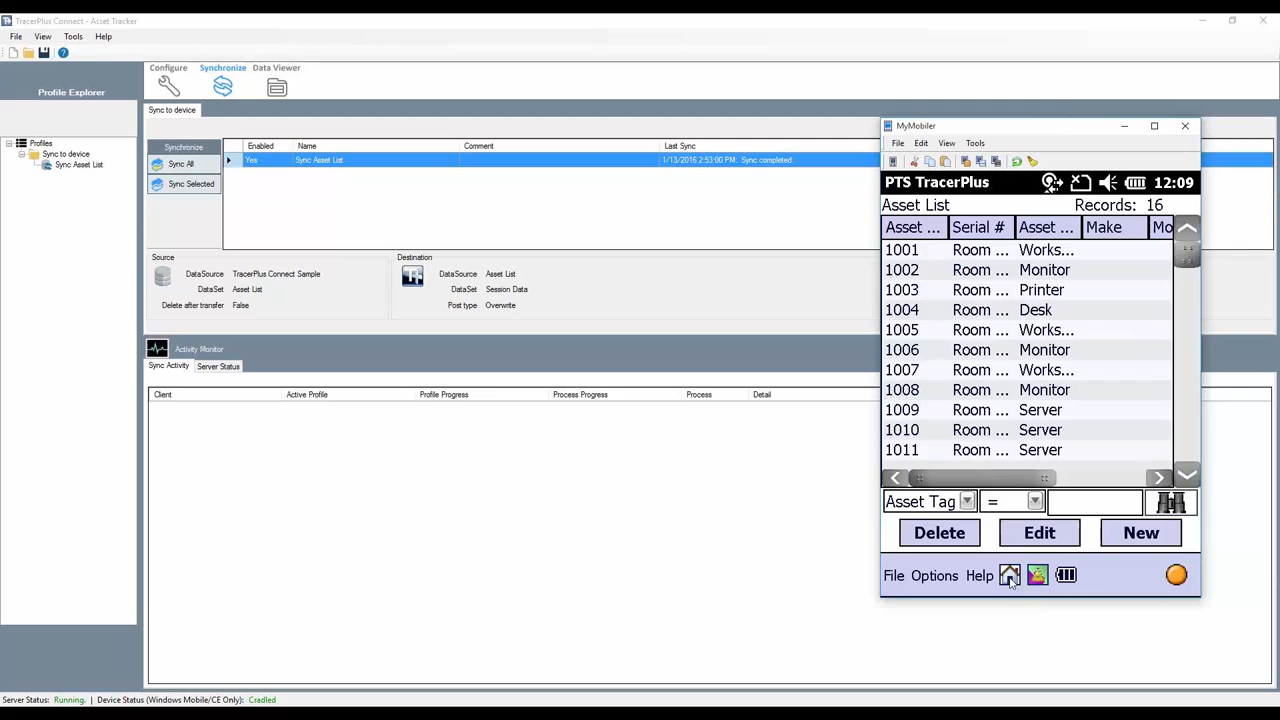 TracerPlus Connect - Asset Tracker
File View Tools Help
Profile Explorer
Configure Synchronize Data Viewer
Sync to device
Profiles
Sync to device
Sync Asset List
Synchronize
Sync All
Sync Selected
Enabled Name Comment Last Sync
Yes Sync Asset List 1/13/2016 2:53:00 PM: Sync completed.
Source
DataSource TracerPlus Connect Sample
DataSet Asset List
Delete after transfer False
Destination
DataSource Asset List
DataSet Session Data
Post type Overwrite
Activity Monitor
Sync Activity Server Status
Client Active Profile Profile Progress Process Progress Process Detail
MyMobiler
File Edit View Tools
PTS TracerPlus 12:09
Asset List Records: 16
Asset ... Serial # Asset ... Make Mo
1001 Room ... Works...
1002 Room ... Monitor
1003 Room ... Printer
1004 Room ... Desk
1005 Room ... Works...
1006 Room ... Monitor
1007 Room ... Works...
1008 Room ... Monitor
1009 Room ... Server
1010 Room ... Server
1011 Room ... Server
Asset Tag =
Delete Edit New
File Options Help
Server Status: Running. | Device Status (Windows Mobile/CE Only): Cradled